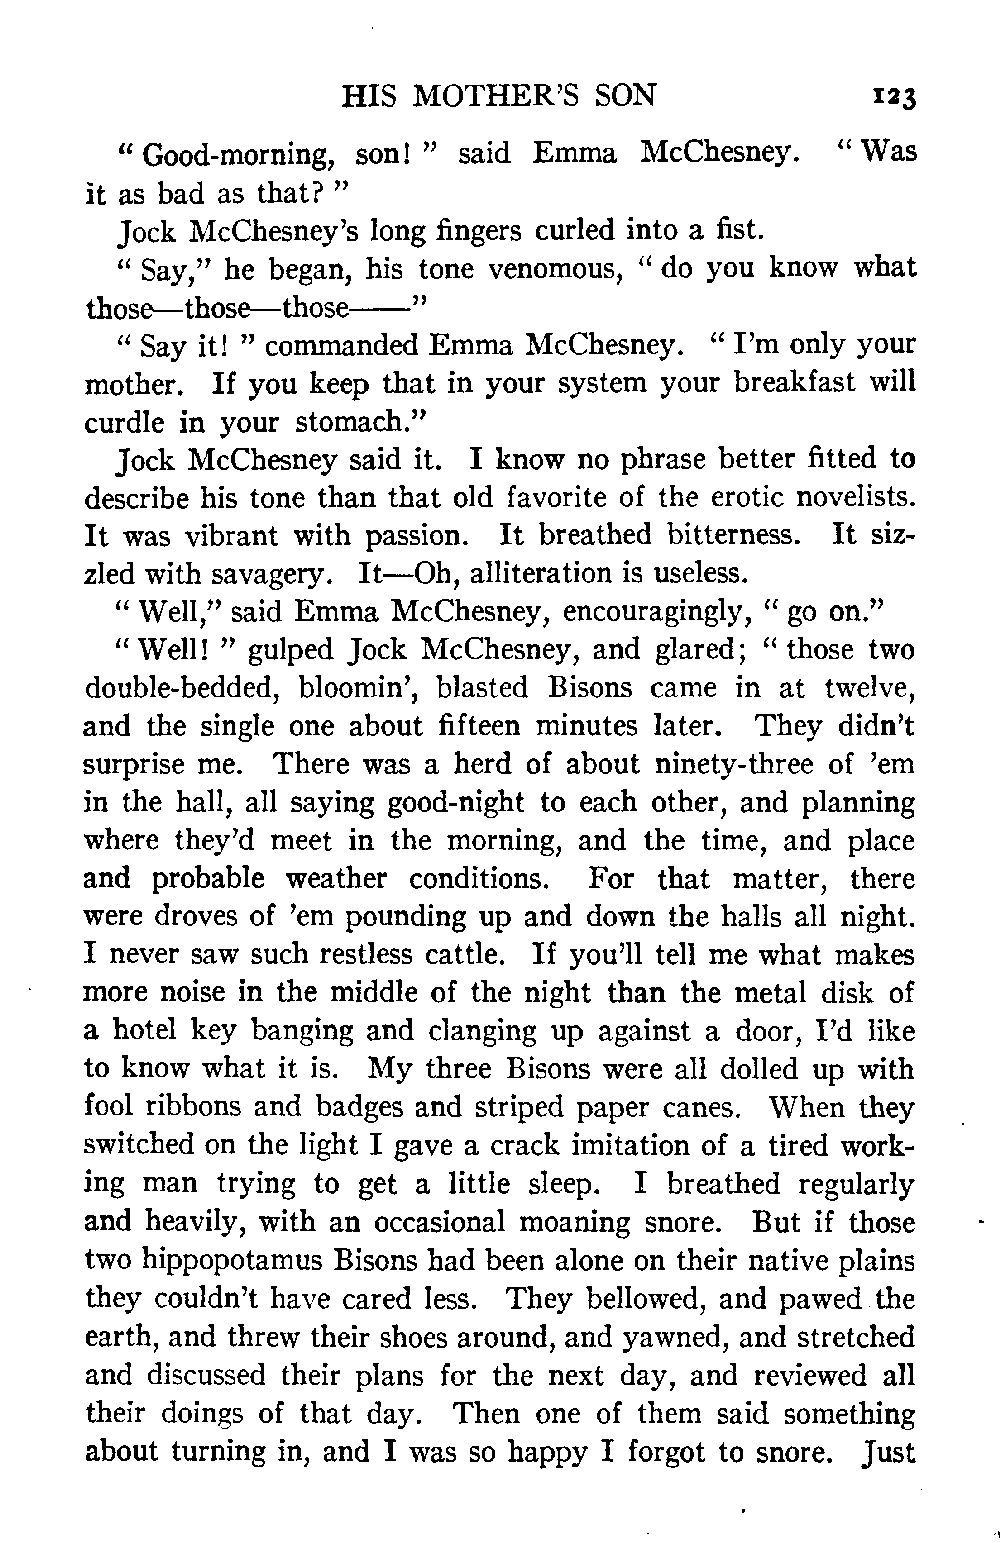 HIS MOTHER'S SON 123
" Good-morning, son! " said Emma McChesney. " Was
it as bad as that? "
Jock McChesney's long fingers curled into a fist.
" Say," he began, his tone venomous, " do you know what
those—those—those——"
" Say it! " commanded Emma McChesney. " I'm only your
mother. If you keep that in your system your breakfast will
curdle in your stomach."
Jock McChesney said it. I know no phrase better fitted to
describe his tone than that old favorite of the erotic novelists.
It was vibrant with passion. It breathed bitterness. It siz-
zled with savagery. It—Oh, alliteration is useless.
" Well," said Emma McChesney, encouragingly, " go on."
" Well! " gulped Jock McChesney, and glared; " those two
double-bedded, bloomin', blasted Bisons came in at twelve,
and the single one about fifteen minutes later. They didn't
surprise me. There was a herd of about ninety-three of 'em
in the hall, all saying good-night to each other, and planning
where they'd meet in the morning, and the time, and place
and probable weather conditions. For that matter, there
were droves of 'em pounding up and down the halls all night.
I never saw such restless cattle. If you'll tell me what makes
more noise in the middle of the night than the metal disk of
a hotel key banging and clanging up against a door, I'd like
to know what it is. My three Bisons were all dolled up with
fool ribbons and badges and striped paper canes. When they
switched on the light I gave a crack imitation of a tired work-
ing man trying to get a little sleep. I breathed regularly
and heavily, with an occasional moaning snore. But if those
two hippopotamus Bisons had been alone on their native plains
they couldn't have cared less. They bellowed, and pawed the
earth, and threw their shoes around, and yawned, and stretched
and discussed their plans for the next day, and reviewed all
their doings of that day. Then one of them said something
about turning in, and I was so happy I forgot to snore. Just